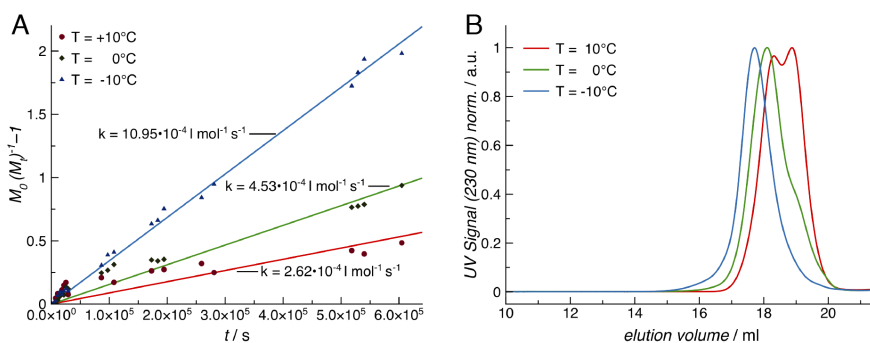 A
T = +10°C
T = 0°C
T = -10°C
M0 (Mt)-1–1
2
1.5
1
0.5
0
k = 10.95•10-4 l mol-1 s-1
k = 4.53•10-4 l mol-1 s-1
k = 2.62•10-4 l mol-1 s-1
0.0x10⁰ 1.0x10⁵ 2.0x10⁵ 3.0x10⁵ 4.0x10⁵ 5.0x10⁵ 6.0x10⁵
t / s
B
T = 10°C
T = 0°C
T = -10°C
UV Signal (230 nm) norm. / a.u.
1
0.8
0.6
0.4
0.2
0
10 12 14 16 18 20
elution volume / ml